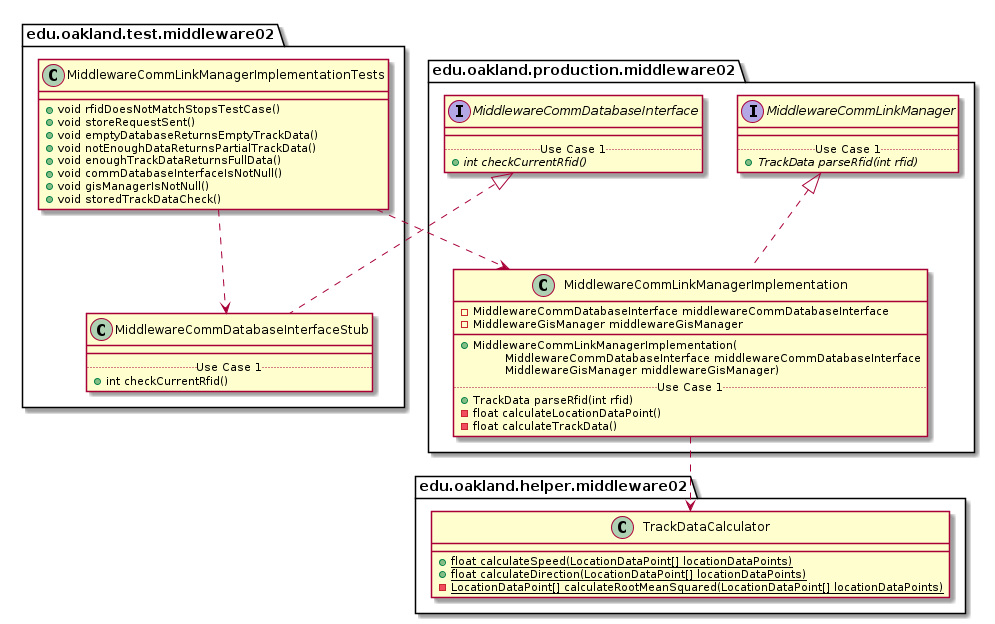 edu.oakland.test.middleware02
C MiddlewareCommLinkManagerImplementationTests
void rfidDoesNotMatchStopsTestCase()
void storeRequestSent()
void emptyDatabaseReturnsEmptyTrackData()
void notEnoughDataReturnsPartialTrackData()
void enoughTrackDataReturnsFullData()
void commDatabaseInterfaceIsNotNull()
void gisManagerIsNotNull()
void storedTrackDataCheck()
C MiddlewareCommDatabaseInterfaceStub
Use Case 1
int checkCurrentRfid()
edu.oakland.production.middleware02
I MiddlewareCommDatabaseInterface
Use Case 1
int checkCurrentRfid()
I MiddlewareCommLinkManager
Use Case 1
TrackData parseRfid(int rfid)
C MiddlewareCommLinkManagerImplementation
MiddlewareCommDatabaseInterface middlewareCommDatabaseInterface
MiddlewareGisManager middlewareGisManager
MiddlewareCommLinkManagerImplementation(
MiddlewareCommDatabaseInterface middlewareCommDatabaseInterface
MiddlewareGisManager middlewareGisManager)
Use Case 1
TrackData parseRfid(int rfid)
float calculateLocationDataPoint()
float calculateTrackData()
edu.oakland.helper.middleware02
C TrackDataCalculator
float calculateSpeed(LocationDataPoint[] locationDataPoints)
float calculateDirection(LocationDataPoint[] locationDataPoints)
LocationDataPoint[] calculateRootMeanSquared(LocationDataPoint[] locationDataPoints)